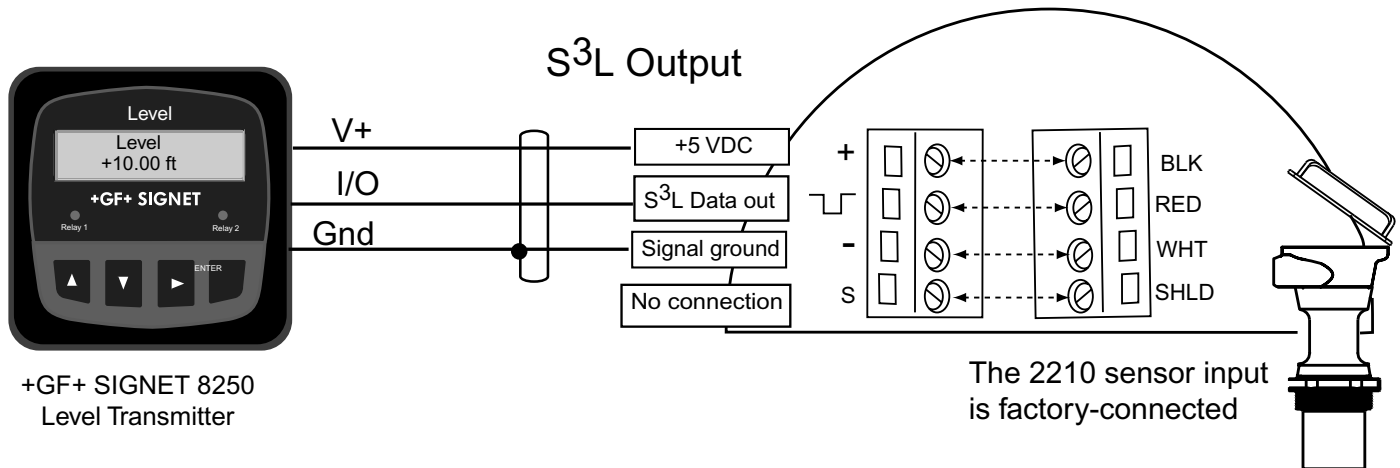 S³L Output
Level
Level
+10.00 ft
+GF+ SIGNET
Relay 1
Relay 2
ENTER
V+
I/O
Gnd
+5 VDC
S³L Data out
Signal ground
No connection
+
-
S
BLK
RED
WHT
SHLD
+GF+ SIGNET 8250
Level Transmitter
The 2210 sensor input
is factory-connected